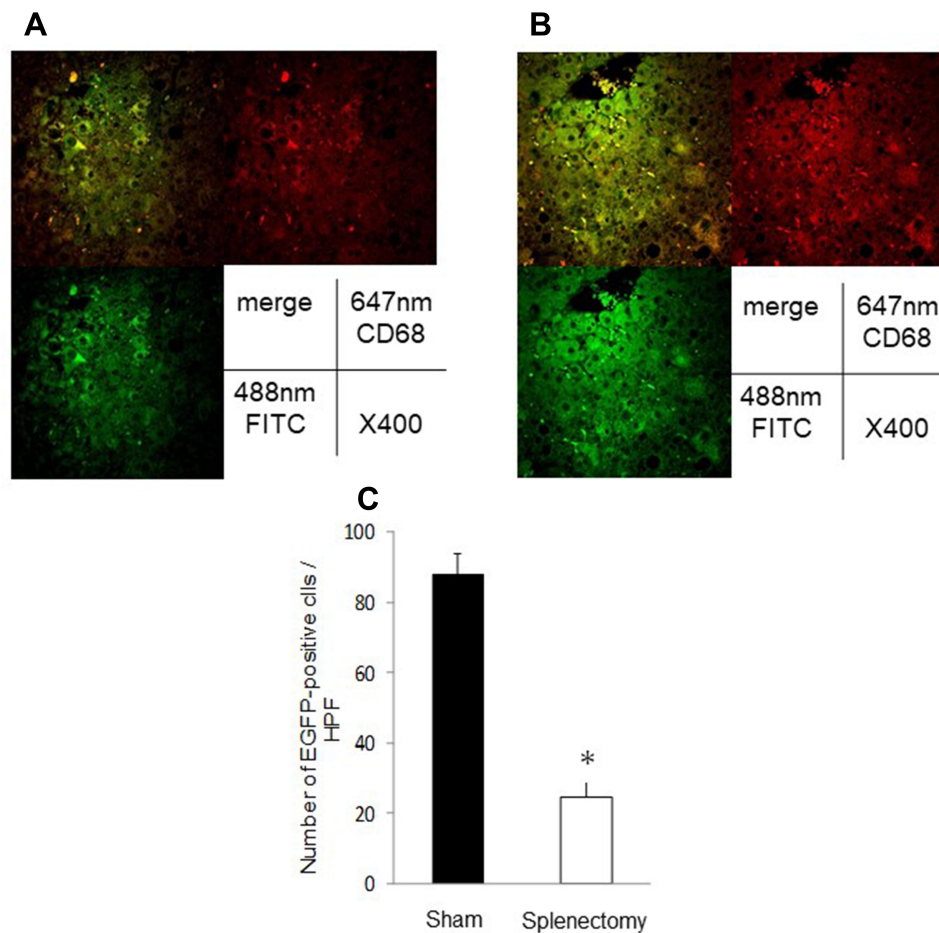 A
B
merge
647nm
CD68
488nm
FITC
X400
merge
647nm
CD68
488nm
FITC
X400
C
Number of EGFP-positive clls /
HPF
100
80
60
40
20
0
*
Sham
Splenectomy